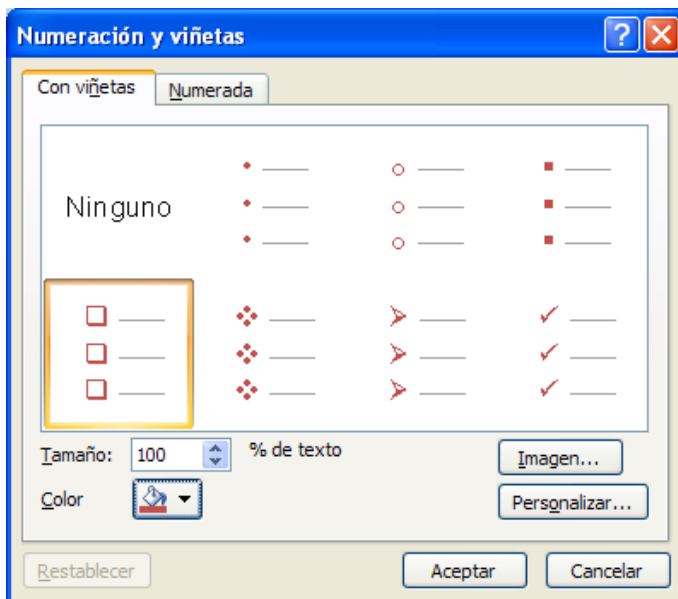 Numeración y viñetas
Con viñetas
Numerada
Ninguno
Tamaño: 100 % de texto
Imagen...
Color
Personalizar...
Restablecer
Aceptar
Cancelar